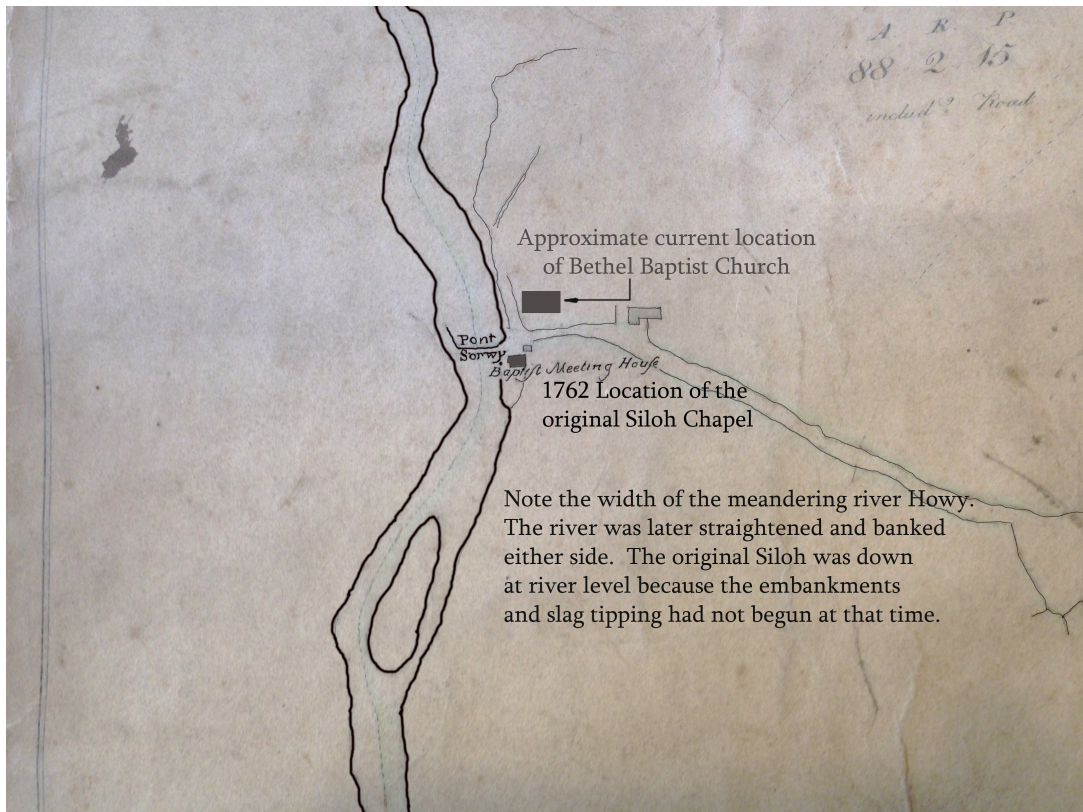 A R P
88 2 15
includ? Road
Approximate current location
of Bethel Baptist Church
Pont
Sorwy
Baptist Meeting House
1762 Location of the
original Siloh Chapel
Note the width of the meandering river Howy.
The river was later straightened and banked
either side. The original Siloh was down
at river level because the embankments
and slag tipping had not begun at that time.